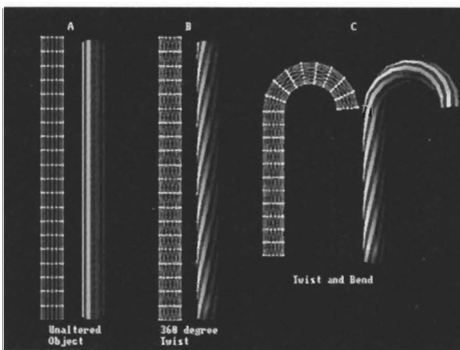 A
B
C
Unaltered
Object
360 degree
Twist
Twist and Bend